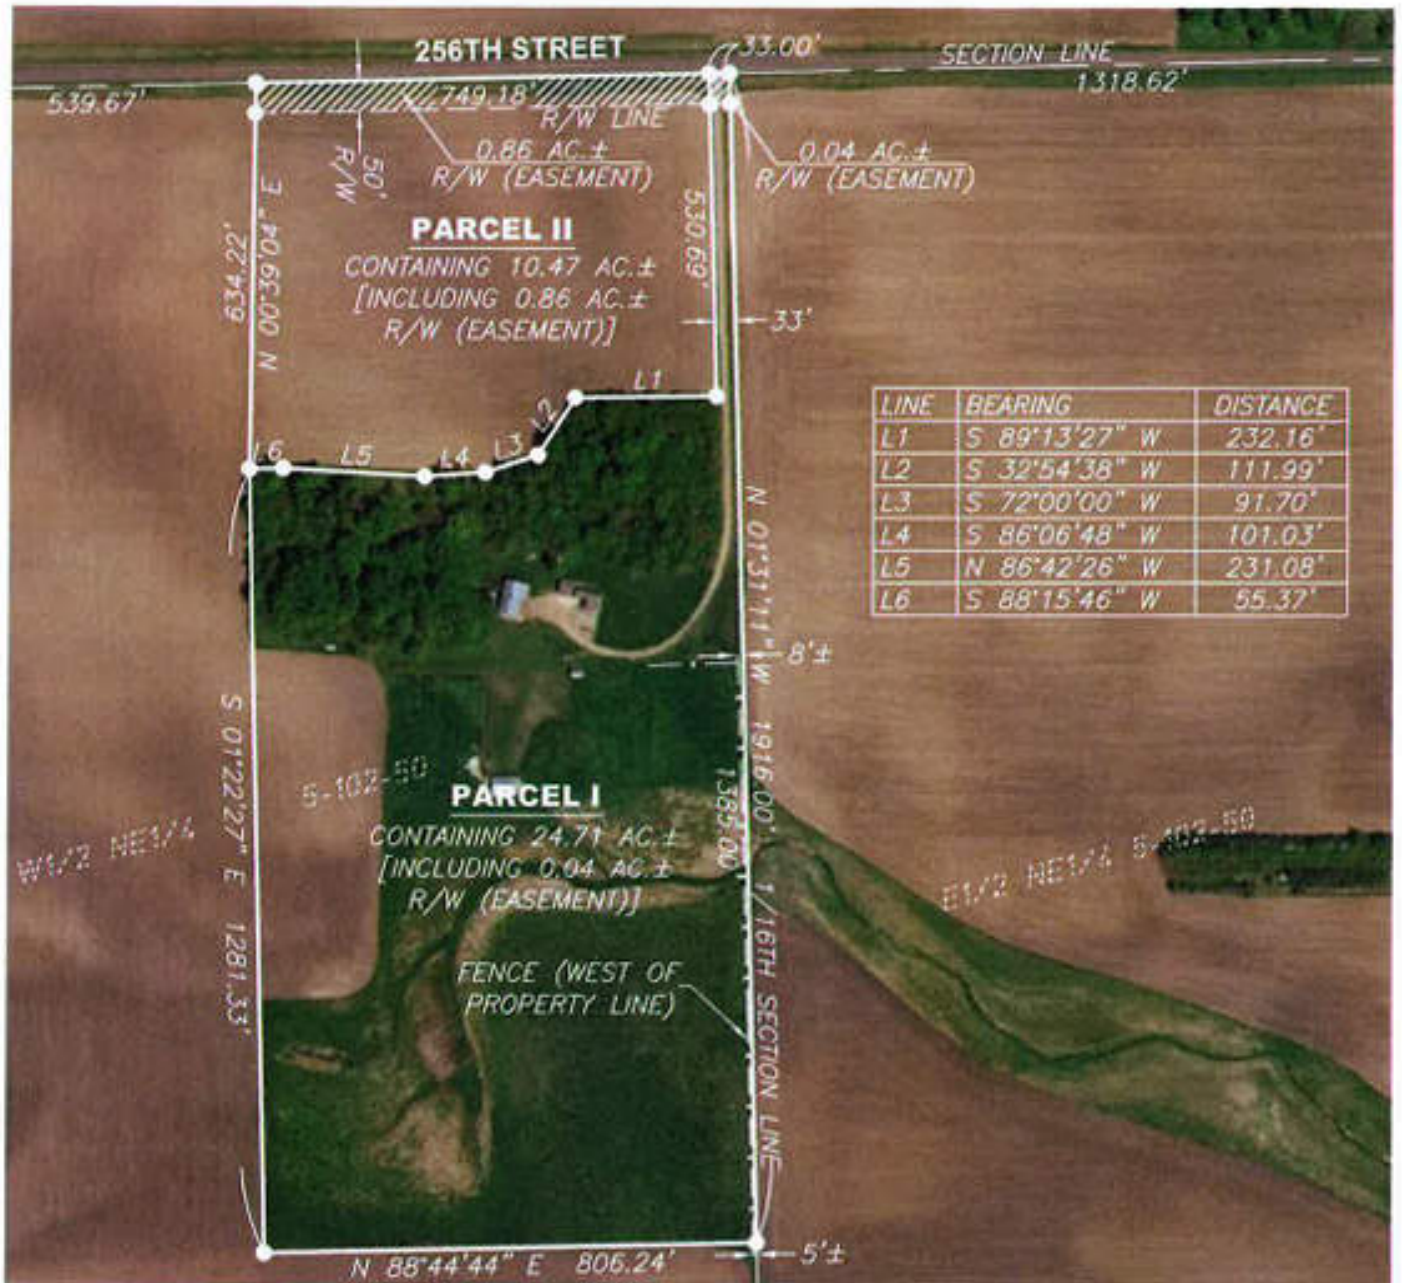 256TH STREET
33.00'
SECTION LINE
1318.62'
539.67'
749.18'
R/W LINE
0.86 AC.±
R/W (EASEMENT)
0.04 AC.±
R/W (EASEMENT)
50'
R/W
PARCEL II
CONTAINING 10.47 AC.±
[INCLUDING 0.86 AC.±
R/W (EASEMENT)]
634.22'
N 00°39'04" E
530.69'
33'
L1
L2
L3
L4
L5
L6
LINE BEARING DISTANCE
L1 S 89°13'27" W 232.16'
L2 S 32°54'38" W 111.99'
L3 S 72°00'00" W 91.70'
L4 S 86°06'48" W 101.03'
L5 N 86°42'26" W 231.08'
L6 S 88°15'46" W 55.37'
N 01°31'11" W 1916.00' 1/16TH SECTION LINE
8'±
S 01°22'27" E 1281.33'
1385.00'
5-102-50
W1/2 NE1/4
PARCEL I
CONTAINING 24.71 AC.±
[INCLUDING 0.04 AC.±
R/W (EASEMENT)]
E1/2 NE1/4 5-102-50
FENCE (WEST OF
PROPERTY LINE)
N 88°44'44" E 806.24'
5'±